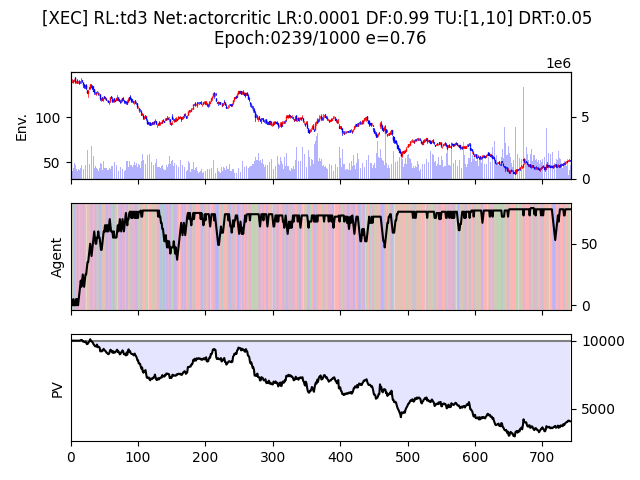 [XEC] RL:td3 Net:actorcritic LR:0.0001 DF:0.99 TU:[1,10] DRT:0.05
Epoch:0239/1000 e=0.76
1e6
Env.
100
50
5
0
Agent
50
0
PV
10000
5000
0 100 200 300 400 500 600 700